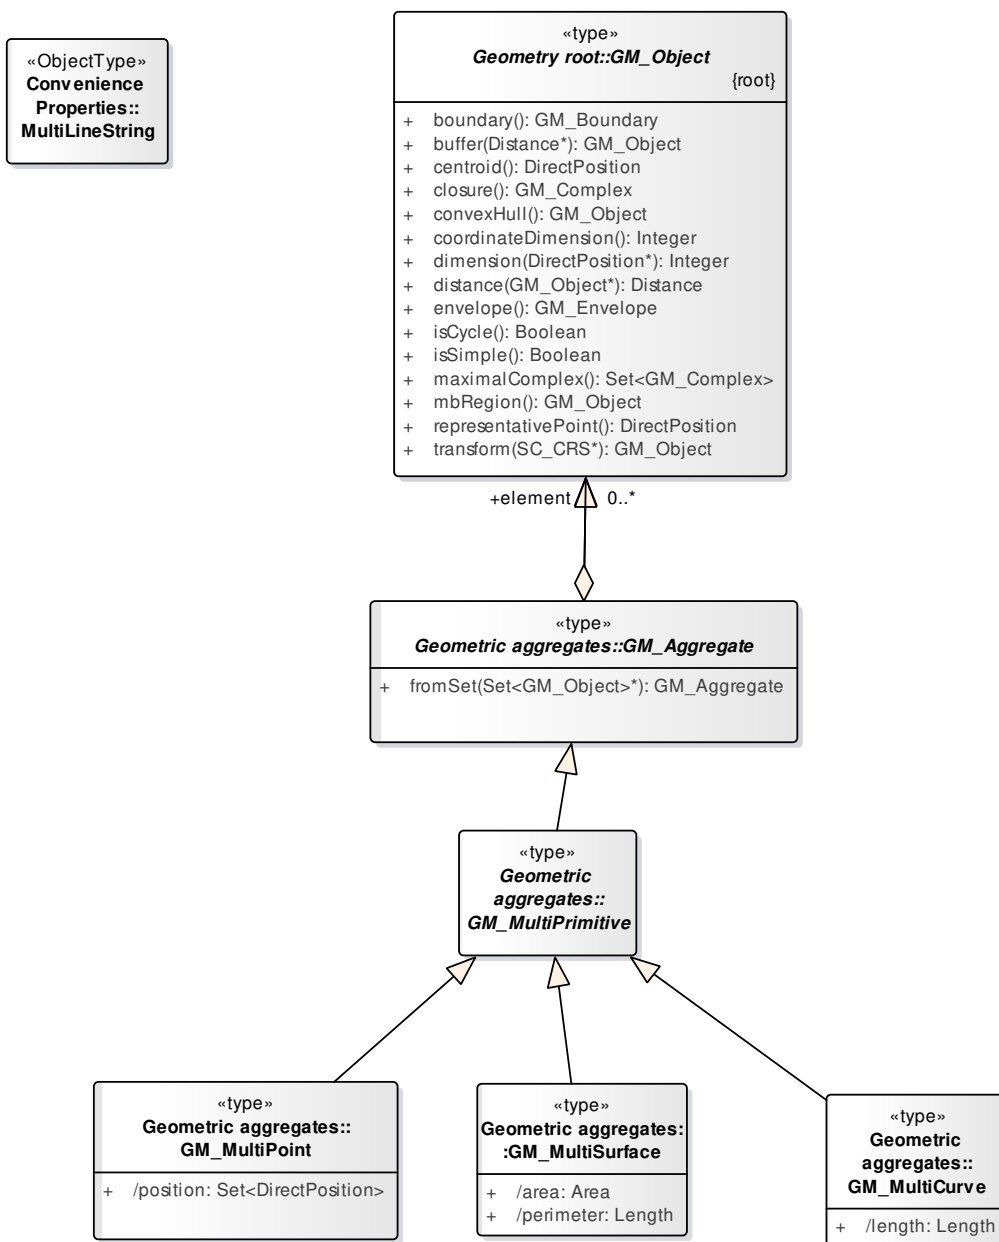 «ObjectType»
Convenience
Properties::
MultiLineString
«type»
Geometry root::GM_Object
{root}
+ boundary(): GM_Boundary
+ buffer(Distance*): GM_Object
+ centroid(): DirectPosition
+ closure(): GM_Complex
+ convexHull(): GM_Object
+ coordinateDimension(): Integer
+ dimension(DirectPosition*): Integer
+ distance(GM_Object*): Distance
+ envelope(): GM_Envelope
+ isCycle(): Boolean
+ isSimple(): Boolean
+ maximalComplex(): Set<GM_Complex>
+ mbRegion(): GM_Object
+ representativePoint(): DirectPosition
+ transform(SC_CRS*): GM_Object
+element 0..*
«type»
Geometric aggregates::GM_Aggregate
+ fromSet(Set<GM_Object>*): GM_Aggregate
«type»
Geometric
aggregates::
GM_MultiPrimitive
«type»
Geometric aggregates::
GM_MultiPoint
+ /position: Set<DirectPosition>
«type»
Geometric aggregates:
:GM_MultiSurface
+ /area: Area
+ /perimeter: Length
«type»
Geometric
aggregates::
GM_MultiCurve
+ /length: Length